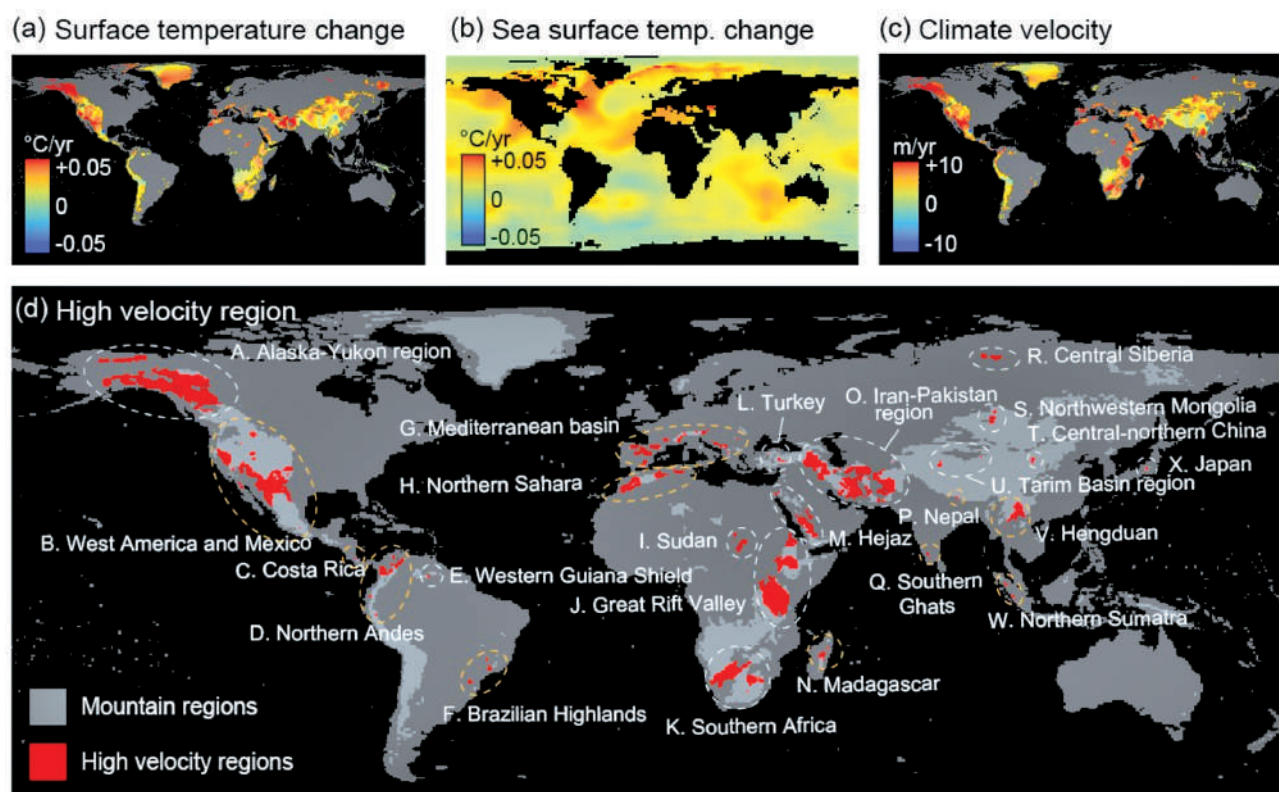 (a) Surface temperature change
°C/yr
+0.05
0
-0.05
(b) Sea surface temp. change
°C/yr
+0.05
0
-0.05
(c) Climate velocity
m/yr
+10
0
-10
(d) High velocity region
A. Alaska-Yukon region
B. West America and Mexico
C. Costa Rica
D. Northern Andes
E. Western Guiana Shield
F. Brazilian Highlands
G. Mediterranean basin
H. Northern Sahara
I. Sudan
J. Great Rift Valley
K. Southern Africa
L. Turkey
M. Hejaz
N. Madagascar
O. Iran-Pakistan
region
P. Nepal
Q. Southern
Ghats
R. Central Siberia
S. Northwestern Mongolia
T. Central-northern China
U. Tarim Basin region
V. Hengduan
W. Northern Sumatra
X. Japan
Mountain regions
High velocity regions